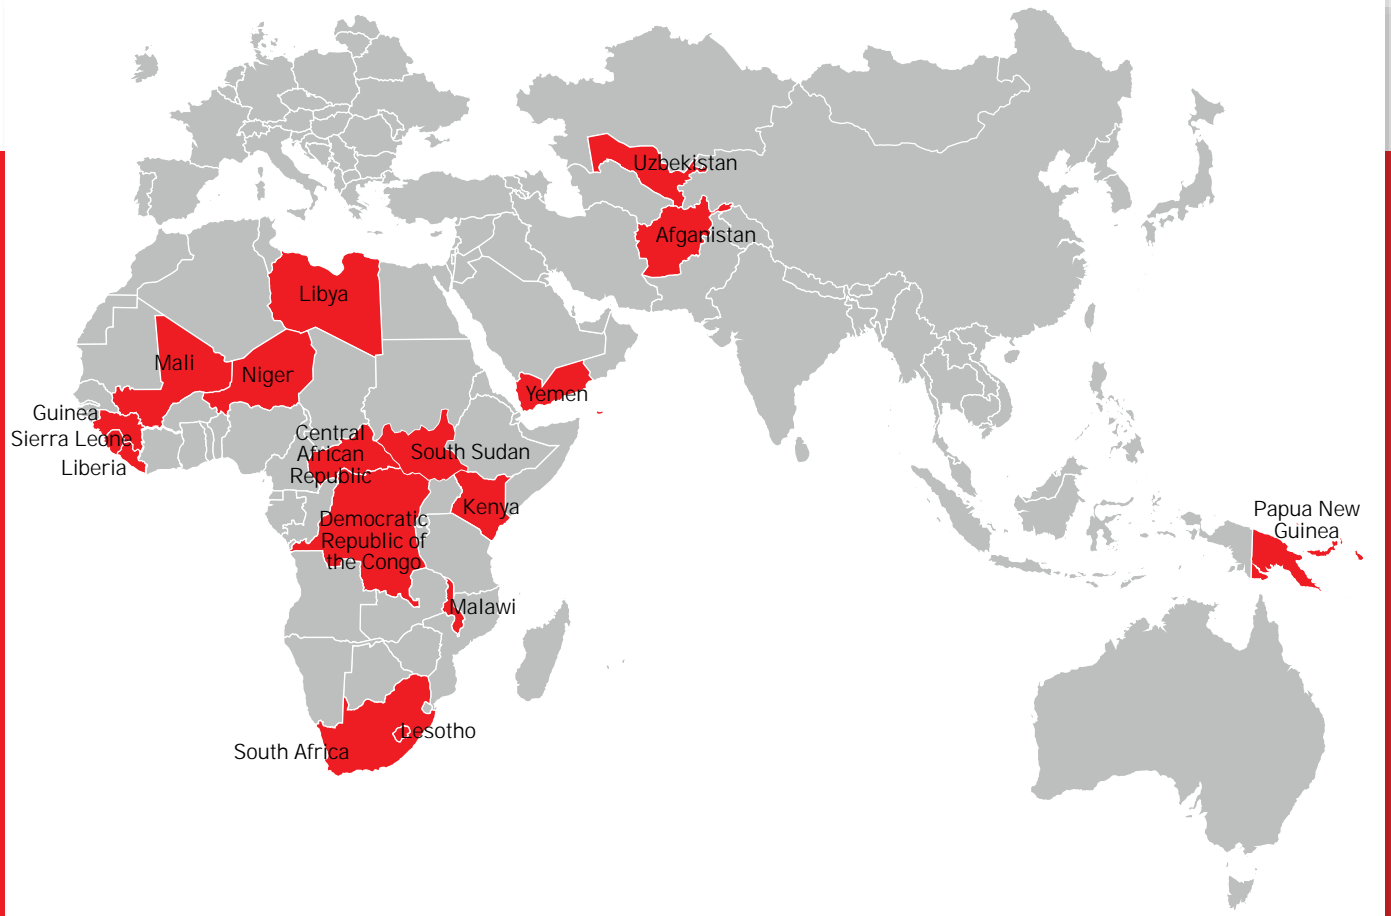 Uzbekistan
Afganistan
Libya
Mali
Niger
Yemen
Guinea
Sierra Leone
Liberia
Central
African
Republic
South Sudan
Kenya
Democratic
Republic of
the Congo
Papua New
Guinea
Malawi
Lesotho
South Africa